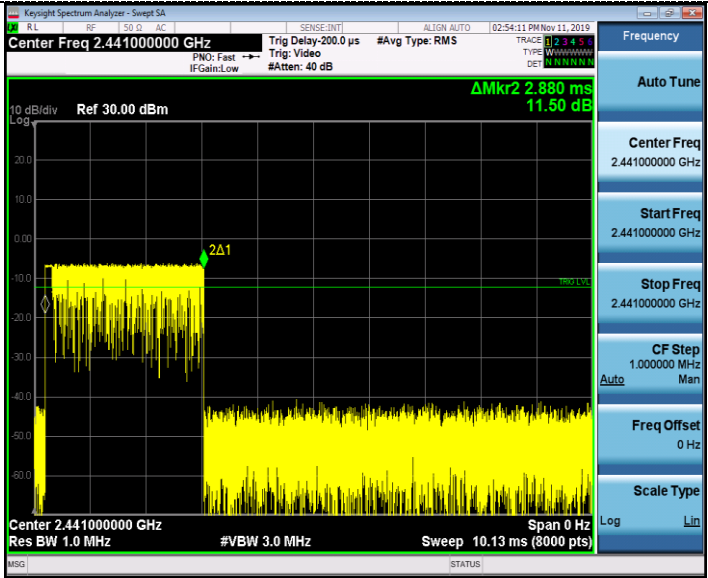 Keysight Spectrum Analyzer - Swept SA
RL RF 50 Ω AC SENSE:INT ALIGN AUTO 02:54:11 PM Nov 11, 2019
Center Freq 2.441000000 GHz
PNO: Fast
IFGain:Low
Trig Delay-200.0 µs
Trig: Video
#Atten: 40 dB
#Avg Type: RMS
TRACE 1 2 3 4 5 6
TYPE WWWWWW
DET N N N N N N
ΔMkr2 2.880 ms
11.50 dB
10 dB/div Ref 30.00 dBm
Log
20.0
10.0
0.00
2Δ1
-10.0
TRIG LVL
-20.0
-30.0
-40.0
-50.0
-60.0
Center 2.441000000 GHz Span 0 Hz
Res BW 1.0 MHz #VBW 3.0 MHz Sweep 10.13 ms (8000 pts)
MSG STATUS
Frequency
Auto Tune
Center Freq
2.441000000 GHz
Start Freq
2.441000000 GHz
Stop Freq
2.441000000 GHz
CF Step
1.000000 MHz
Auto Man
Freq Offset
0 Hz
Scale Type
Log Lin